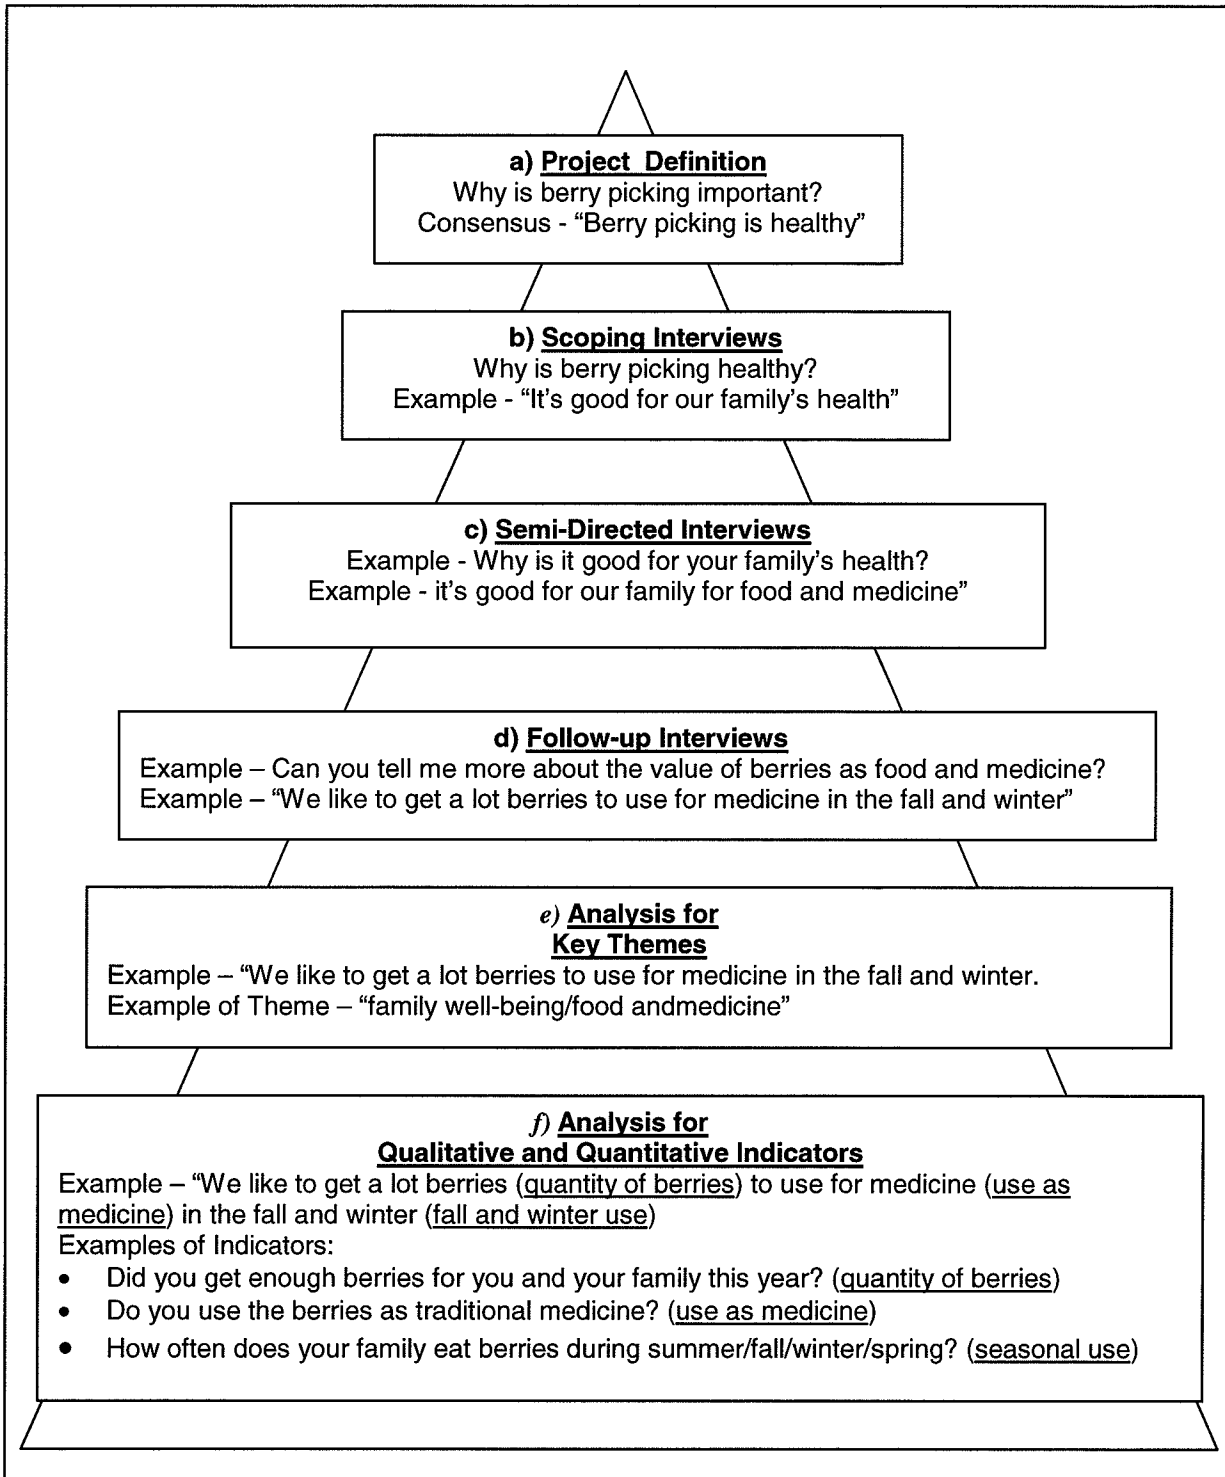 a) Project Definition
Why is berry picking important?
Consensus - “Berry picking is healthy”
b) Scoping Interviews
Why is berry picking healthy?
Example - “It’s good for our family’s health”
c) Semi-Directed Interviews
Example - Why is it good for your family’s health?
Example - it’s good for our family for food and medicine”
d) Follow-up Interviews
Example – Can you tell me more about the value of berries as food and medicine?
Example – “We like to get a lot berries to use for medicine in the fall and winter”
e) Analysis for
Key Themes
Example – “We like to get a lot berries to use for medicine in the fall and winter.
Example of Theme – “family well-being/food andmedicine”
f) Analysis for
Qualitative and Quantitative Indicators
Example – “We like to get a lot berries (quantity of berries) to use for medicine (use as
medicine) in the fall and winter (fall and winter use)
Examples of Indicators:
• Did you get enough berries for you and your family this year? (quantity of berries)
• Do you use the berries as traditional medicine? (use as medicine)
• How often does your family eat berries during summer/fall/winter/spring? (seasonal use)